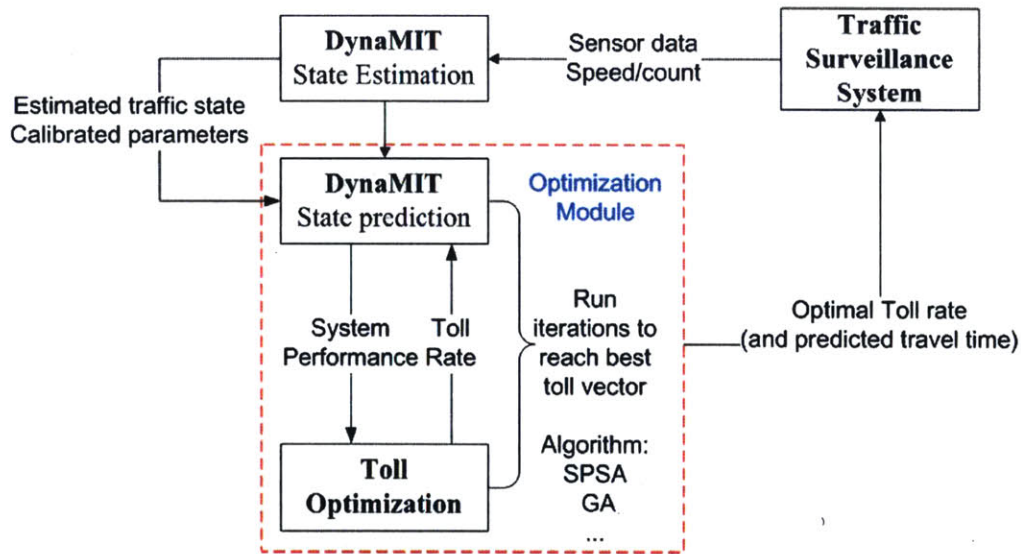 DynaMIT
State Estimation
Sensor data
Speed/count
Traffic
Surveillance
System
Estimated traffic state
Calibrated parameters
DynaMIT
State prediction
Optimization
Module
System
Performance
Toll
Rate
Run
iterations to
reach best
toll vector
Optimal Toll rate
(and predicted travel time)
Toll
Optimization
Algorithm:
SPSA
GA
...